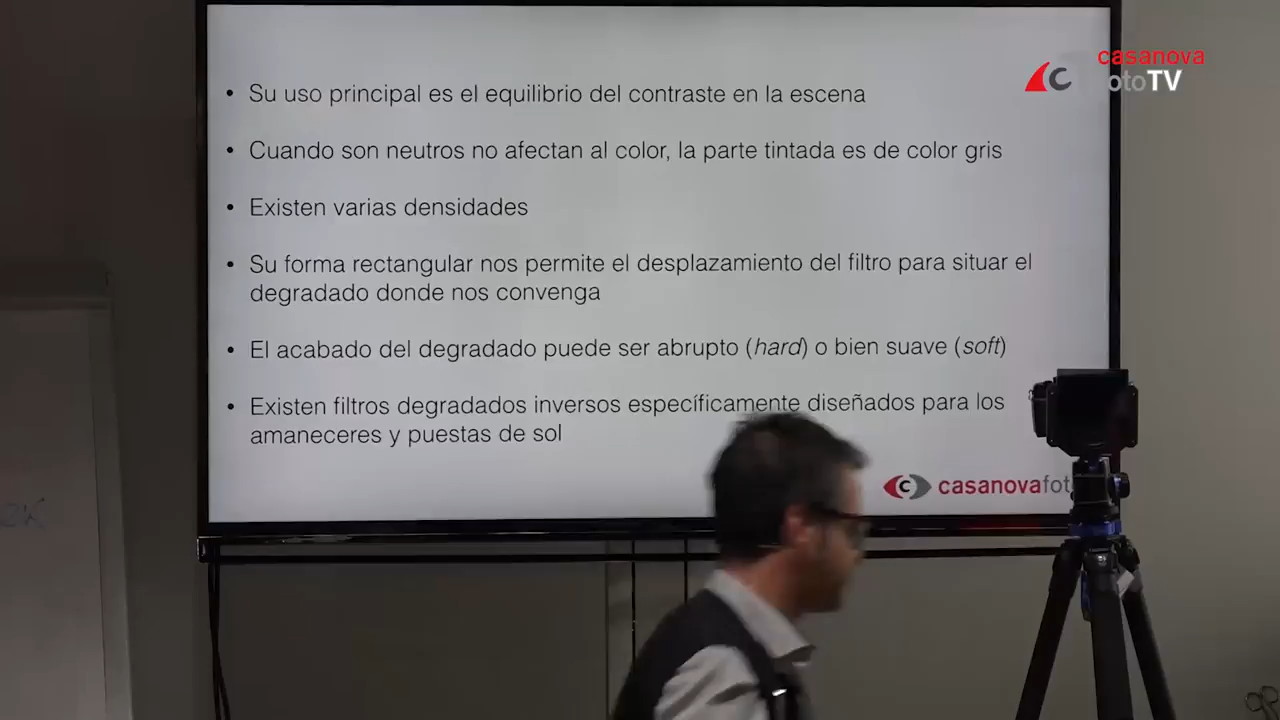 casanova
otoTV
• Su uso principal es el equilibrio del contraste en la escena
• Cuando son neutros no afectan al color, la parte tintada es de color gris
• Existen varias densidades
• Su forma rectangular nos permite el desplazamiento del filtro para situar el
degradado donde nos convenga
• El acabado del degradado puede ser abrupto (hard) o bien suave (soft)
• Existen filtros degradados inversos específicamente diseñados para los
amaneceres y puestas de sol
casanovafot